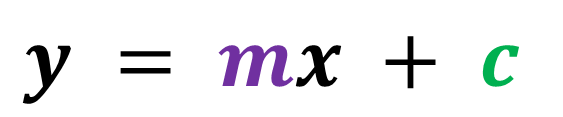 y = mx + c